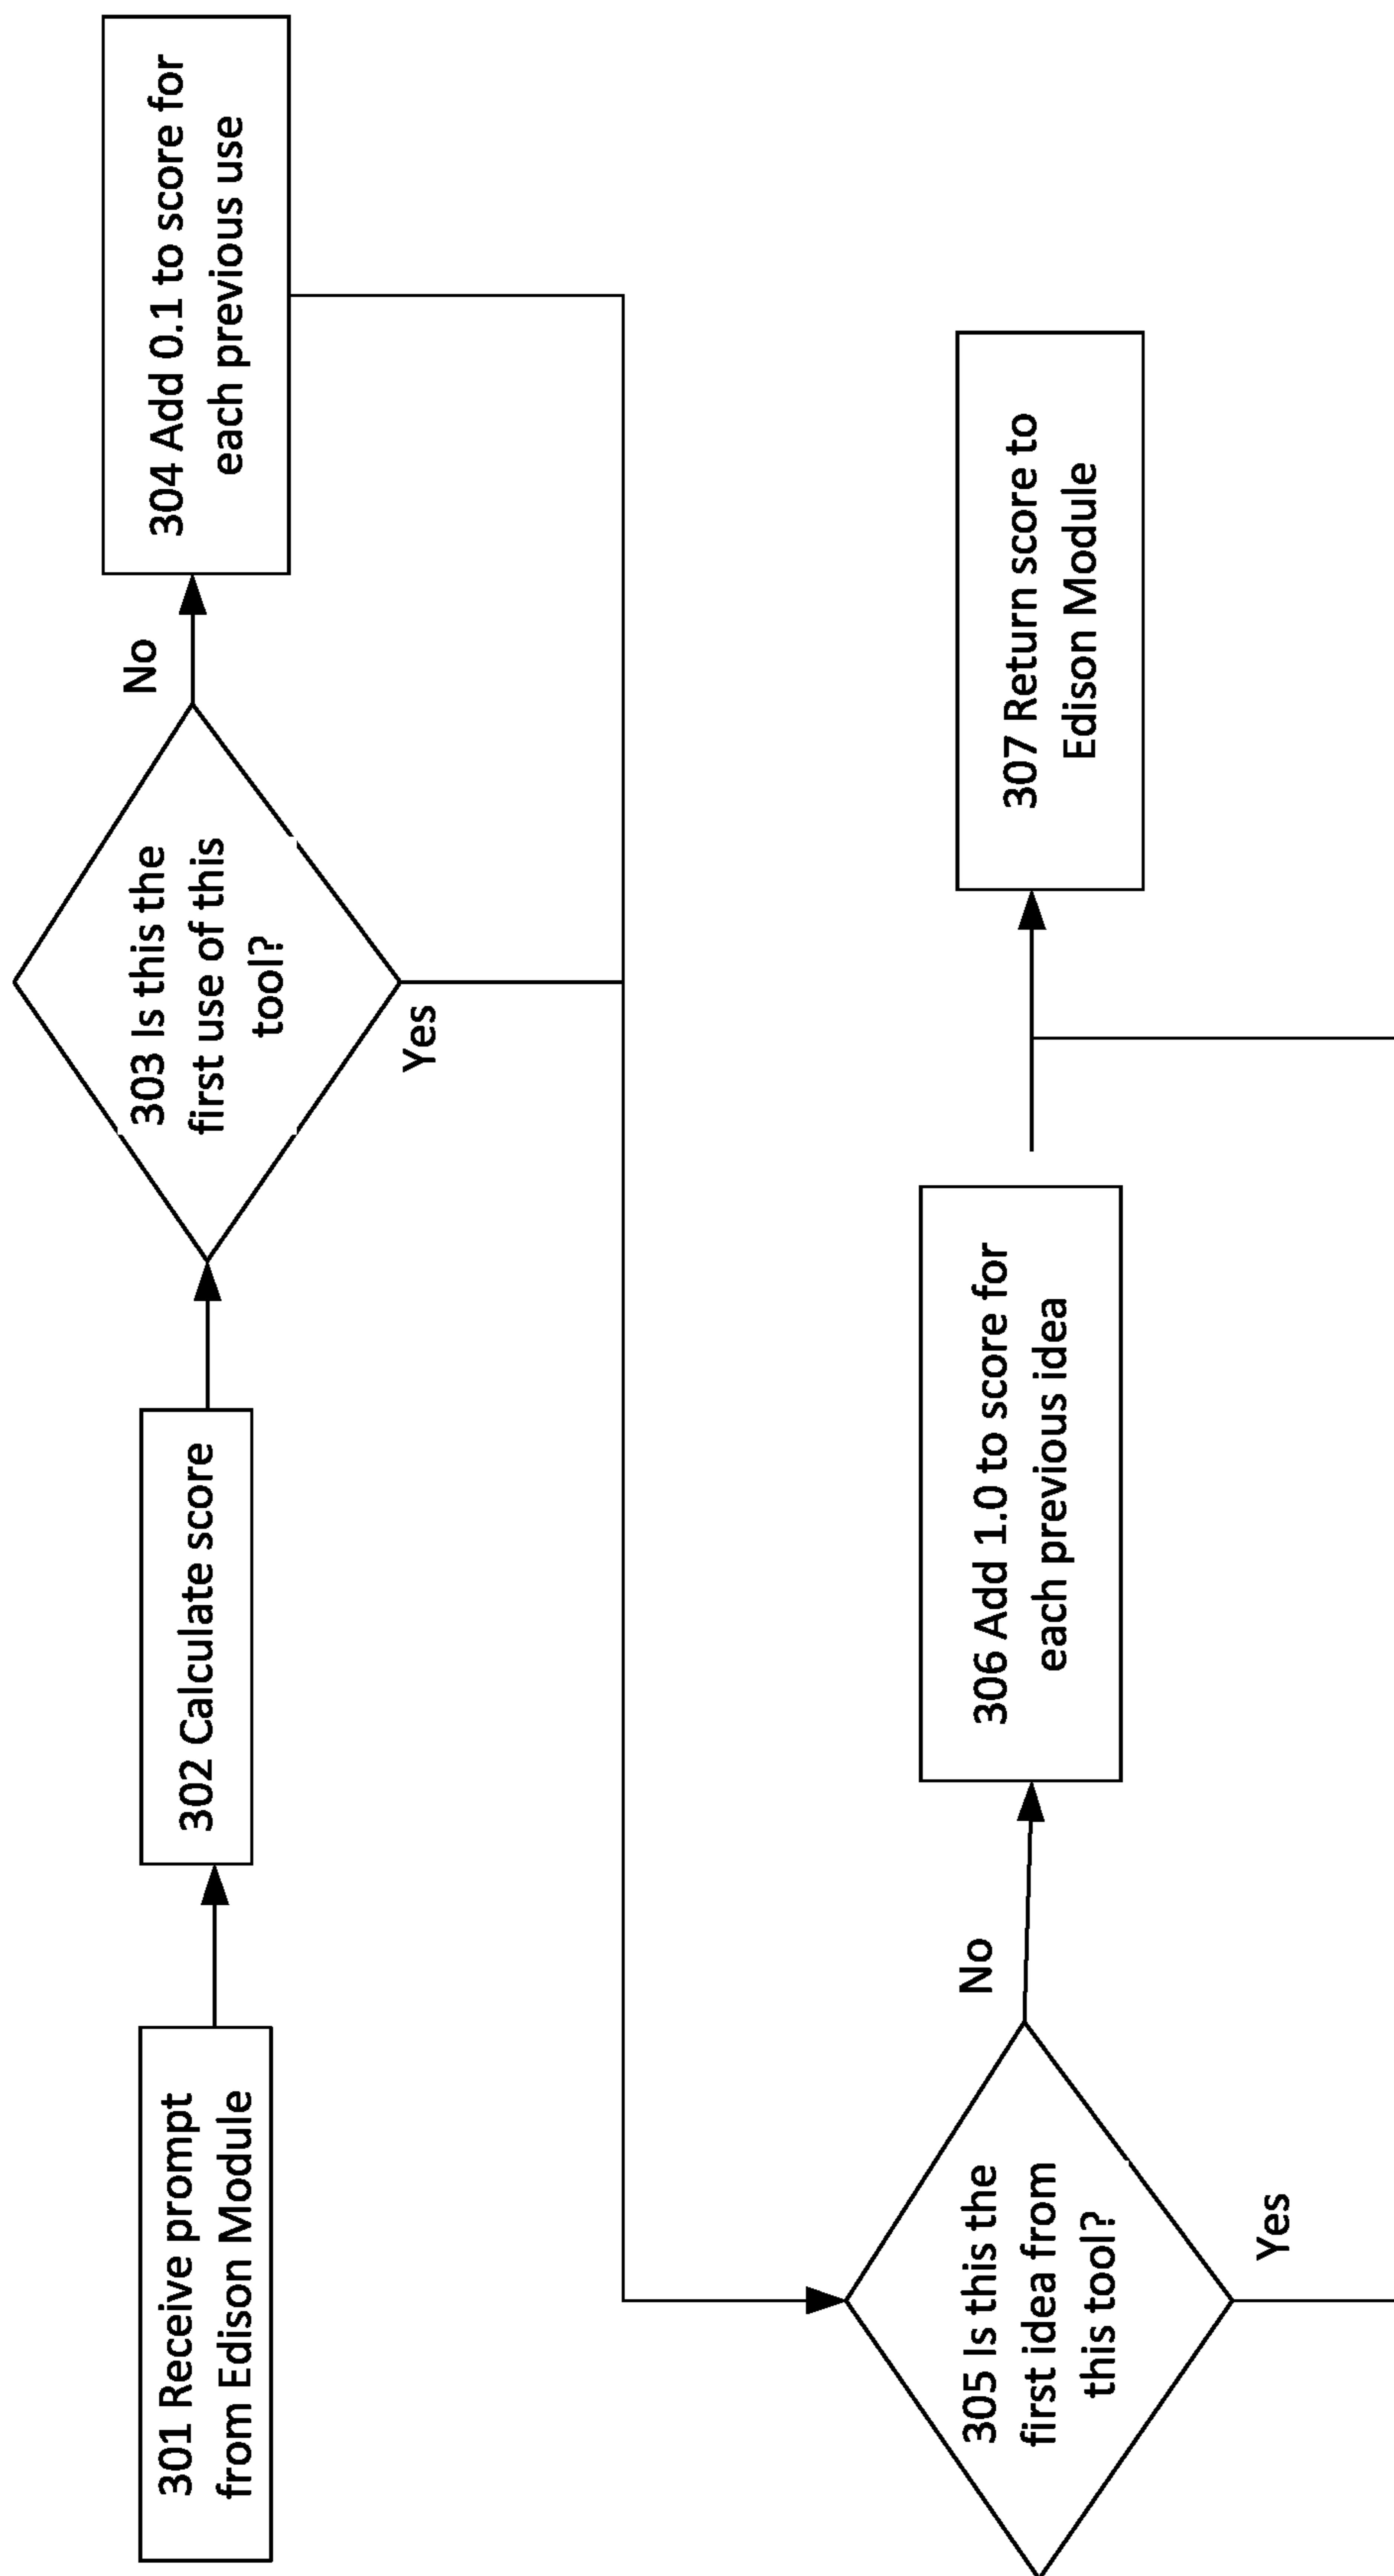 301 Receive prompt
from Edison Module
302 Calculate score
303 Is this the
first use of this
tool?
No
Yes
304 Add 0.1 to score for
each previous use
305 Is this the
first idea from
this tool?
No
Yes
306 Add 1.0 to score for
each previous idea
307 Return score to
Edison Module